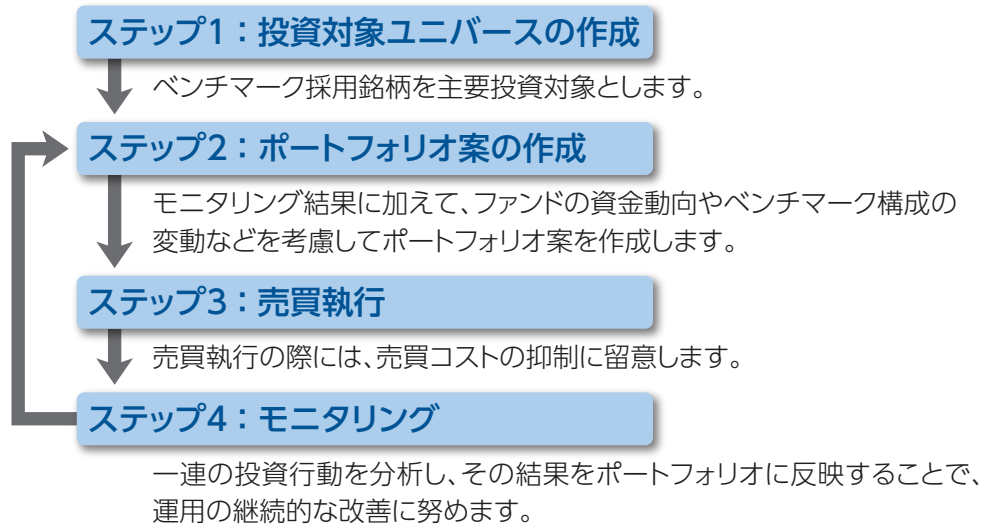 ステップ1：投資対象ユニバースの作成
ベンチマーク採用銘柄を主要投資対象とします。
ステップ2：ポートフォリオ案の作成
モニタリング結果に加えて、ファンドの資金動向やベンチマーク構成の
変動などを考慮してポートフォリオ案を作成します。
ステップ3：売買執行
売買執行の際には、売買コストの抑制に留意します。
ステップ4：モニタリング
一連の投資行動を分析し、その結果をポートフォリオに反映することで、
運用の継続的な改善に努めます。